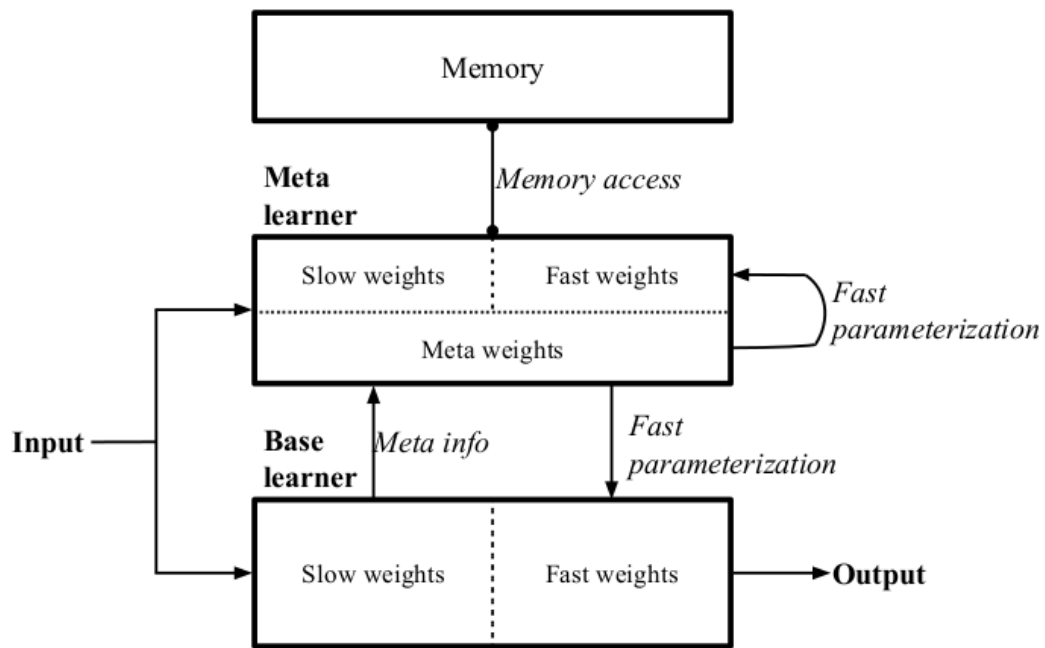 Memory
Memory access
Meta
learner
Slow weights
Fast weights
Fast
parameterization
Meta weights
Input
Base
learner
Meta info
Fast
parameterization
Slow weights
Fast weights
Output